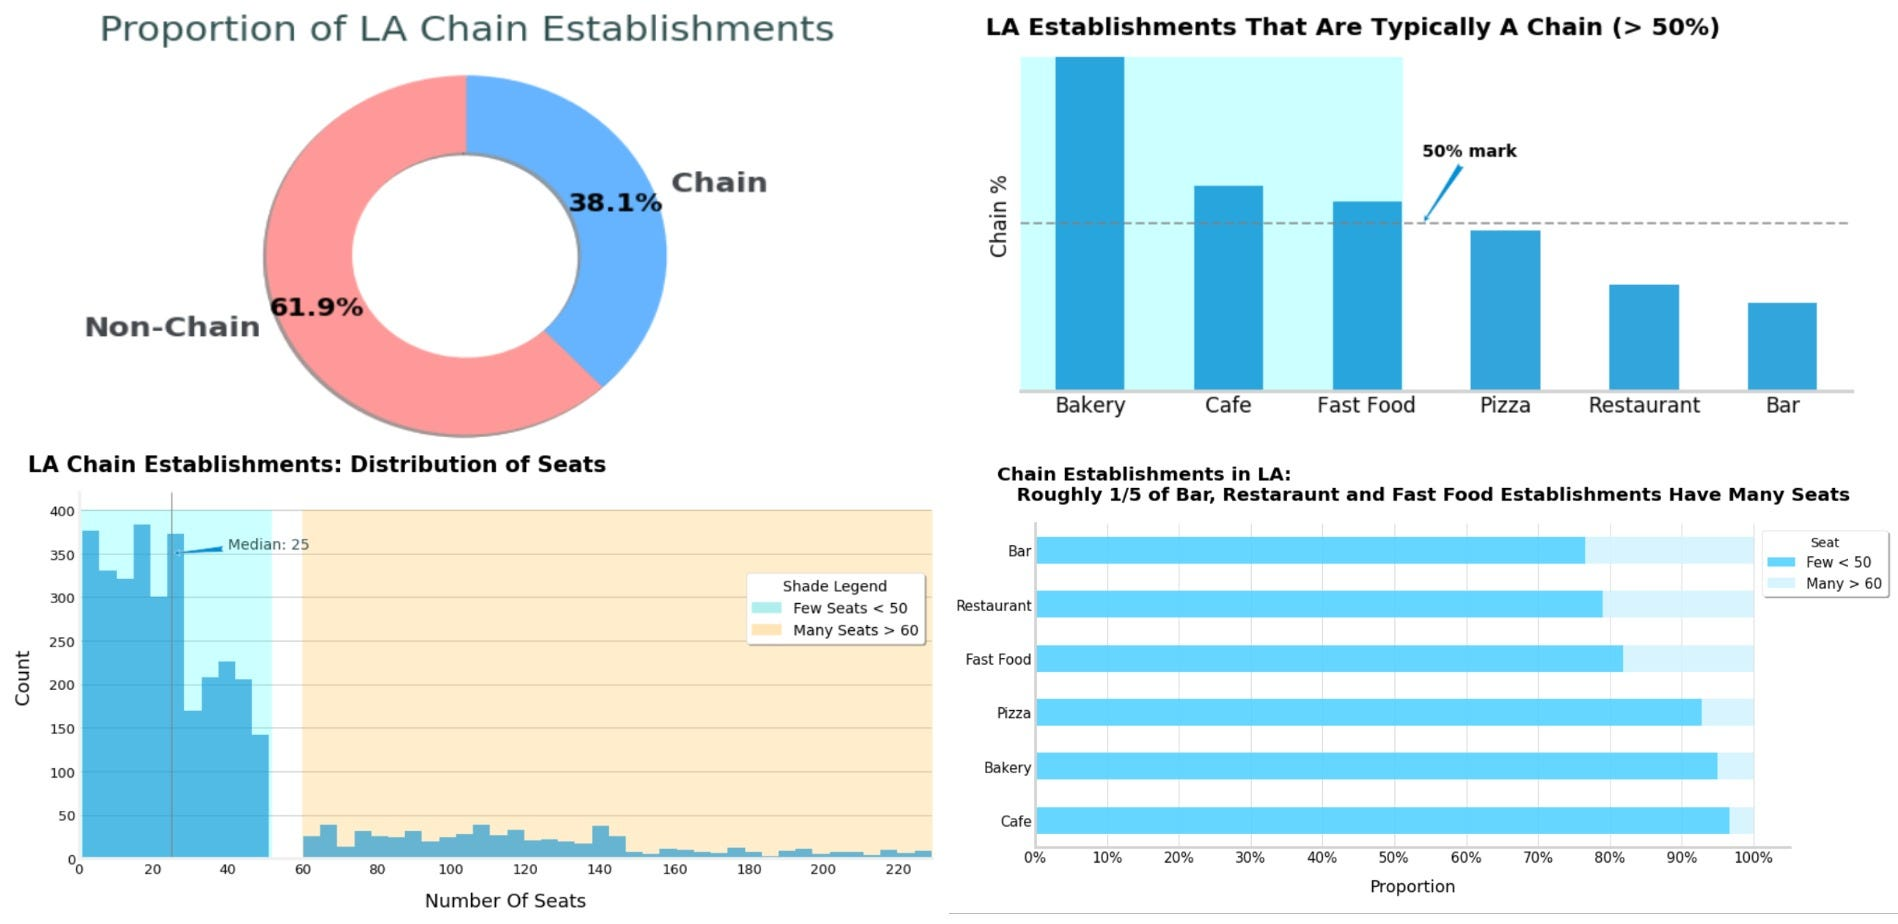 Proportion of LA Chain Establishments
Chain
38.1%
61.9%
Non-Chain
LA Establishments That Are Typically A Chain (> 50%)
50% mark
Chain %
Bakery
Cafe
Fast Food
Pizza
Restaurant
Bar
LA Chain Establishments: Distribution of Seats
400
350
300
250
200
150
100
50
0
Count
Median: 25
Shade Legend
Few Seats < 50
Many Seats > 60
0
20
40
60
80
100
120
140
160
180
200
220
Number Of Seats
Chain Establishments in LA:
Roughly 1/5 of Bar, Restaraunt and Fast Food Establishments Have Many Seats
Seat
Few < 50
Many > 60
Bar
Restaurant
Fast Food
Pizza
Bakery
Cafe
0%
10%
20%
30%
40%
50%
60%
70%
80%
90%
100%
Proportion